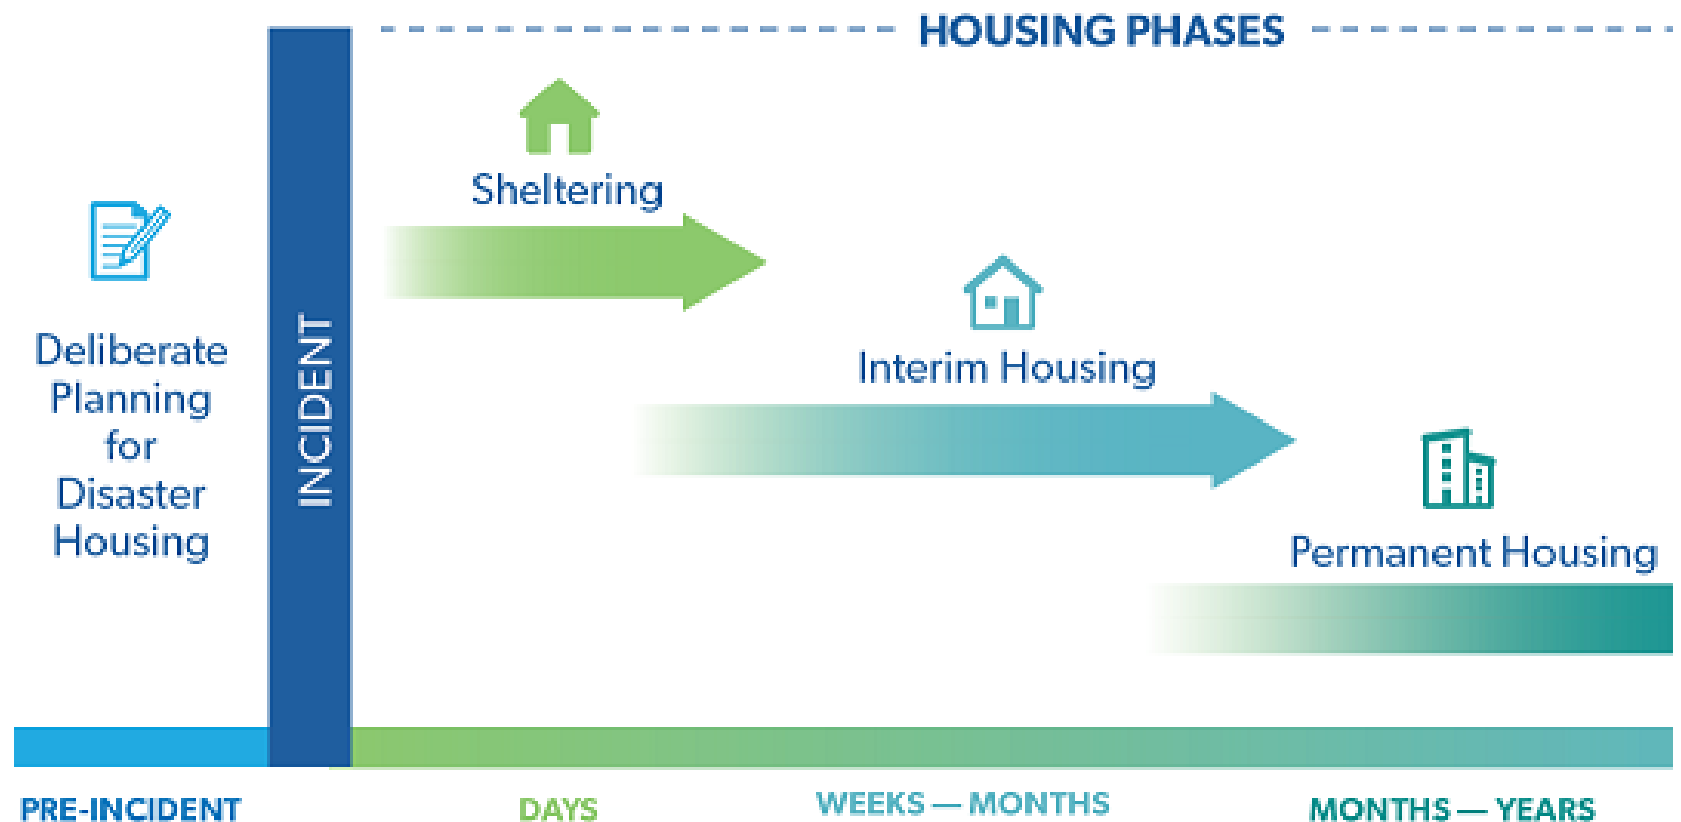 HOUSING PHASES
Sheltering
Deliberate
Planning
for
Disaster
Housing
INCIDENT
Interim Housing
Permanent Housing
PRE-INCIDENT
DAYS
WEEKS — MONTHS
MONTHS — YEARS